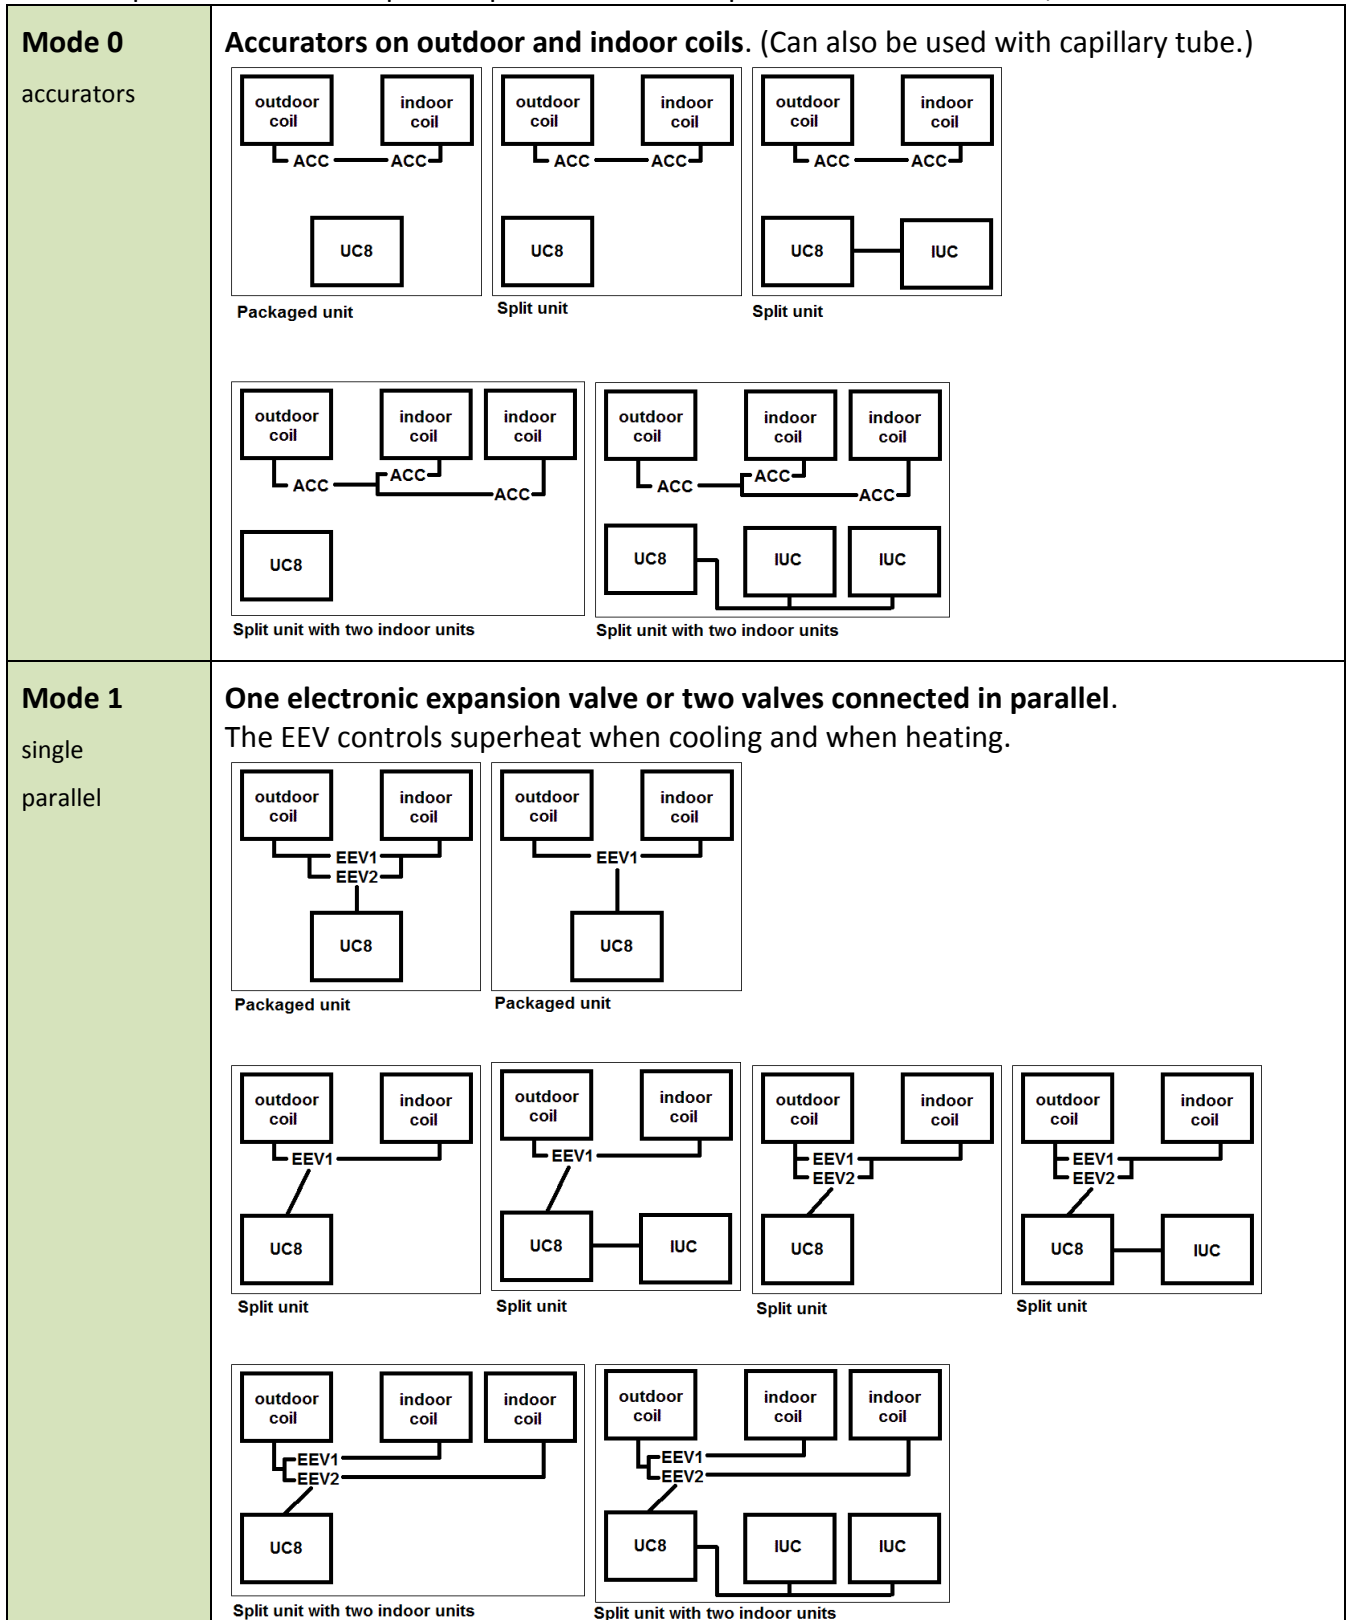 Mode 0
accurators
Accurators on outdoor and indoor coils. (Can also be used with capillary tube.)
outdoor coil
indoor coil
ACC
ACC
UC8
Packaged unit
outdoor coil
indoor coil
ACC
ACC
UC8
Split unit
outdoor coil
indoor coil
ACC
ACC
UC8
IUC
Split unit
outdoor coil
indoor coil
indoor coil
ACC
ACC
ACC
UC8
Split unit with two indoor units
outdoor coil
indoor coil
indoor coil
ACC
ACC
ACC
UC8
IUC
IUC
Split unit with two indoor units
Mode 1
single
parallel
One electronic expansion valve or two valves connected in parallel.
The EEV controls superheat when cooling and when heating.
outdoor coil
indoor coil
EEV1
EEV2
UC8
Packaged unit
outdoor coil
indoor coil
EEV1
UC8
Packaged unit
outdoor coil
indoor coil
EEV1
UC8
Split unit
outdoor coil
indoor coil
EEV1
UC8
IUC
Split unit
outdoor coil
indoor coil
EEV1
EEV2
UC8
Split unit
outdoor coil
indoor coil
EEV1
EEV2
UC8
IUC
Split unit
outdoor coil
indoor coil
indoor coil
EEV1
EEV2
UC8
Split unit with two indoor units
outdoor coil
indoor coil
indoor coil
EEV1
EEV2
UC8
IUC
IUC
Split unit with two indoor units